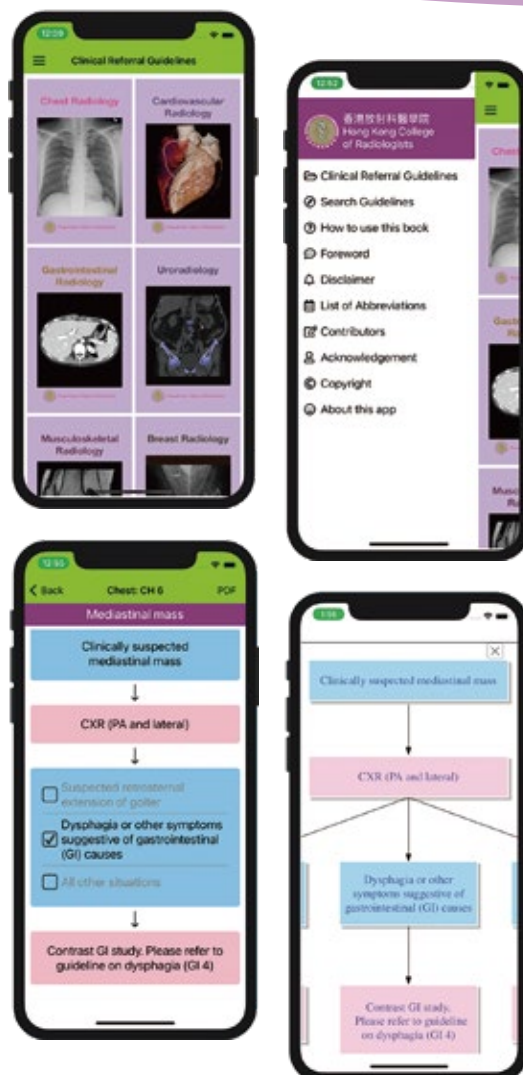 12:59
Clinical Referral Guidelines
Chest Radiology
Cardiovascular
Radiology
Gastrointestinal
Radiology
Uroradiology
Musculoskeletal
Radiology
Breast Radiology
12:52
香港放射科醫學院
Hong Kong College
of Radiologists
Clinical Referral Guidelines
Search Guidelines
How to use this book
Foreword
Disclaimer
List of Abbreviations
Contributors
Acknowledgement
Copyright
About this app
Back
Chest: CH 6
PDF
Mediastinal mass
Clinically suspected
mediastinal mass
CXR (PA and lateral)
Suspected retrosternal
extension of goiter
Dysphagia or other symptoms
suggestive of gastrointestinal
(GI) causes
All other situations
Contrast GI study. Please refer to
guideline on dysphagia (GI 4)
Clinically suspected mediastinal mass
CXR (PA and lateral)
Dysphagia or other
symptoms suggestive of
gastrointestinal (GI) causes
Contrast GI study.
Please refer to guideline
on dysphagia (GI 4)